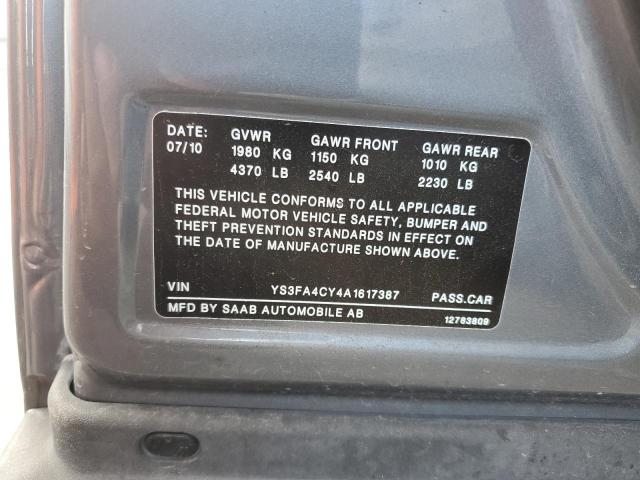 DATE: GVWR GAWR FRONT GAWR REAR
07/10 1980 KG 1150 KG 1010 KG
4370 LB 2540 LB 2230 LB
THIS VEHICLE CONFORMS TO ALL APPLICABLE
FEDERAL MOTOR VEHICLE SAFETY, BUMPER AND
THEFT PREVENTION STANDARDS IN EFFECT ON
THE DATE OF MANUFACTURE SHOWN ABOVE.
VIN YS3FA4CY4A1617387 PASS.CAR
MFD BY SAAB AUTOMOBILE AB 12783809